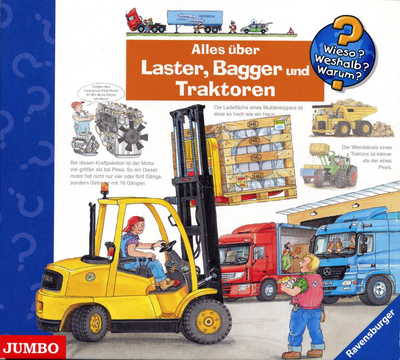 Alles über
Laster, Bagger und
Traktoren
Wieso?
Weshalb?
Warum?
Die Ladefläche eines Muldenkippers ist
etwa so hoch wie ein Haus.
Bei diesen Kraftpaketen ist der Motor
viel größer als bei Pkws. So ein Diesel-
motor hat nicht nur vier oder fünf Gänge,
sondern Getriebe mit 16 Gängen.
Der Wendekreis eines
Traktors ist kleiner
als der eines
Pkws.
JUMBO
Ravensburger